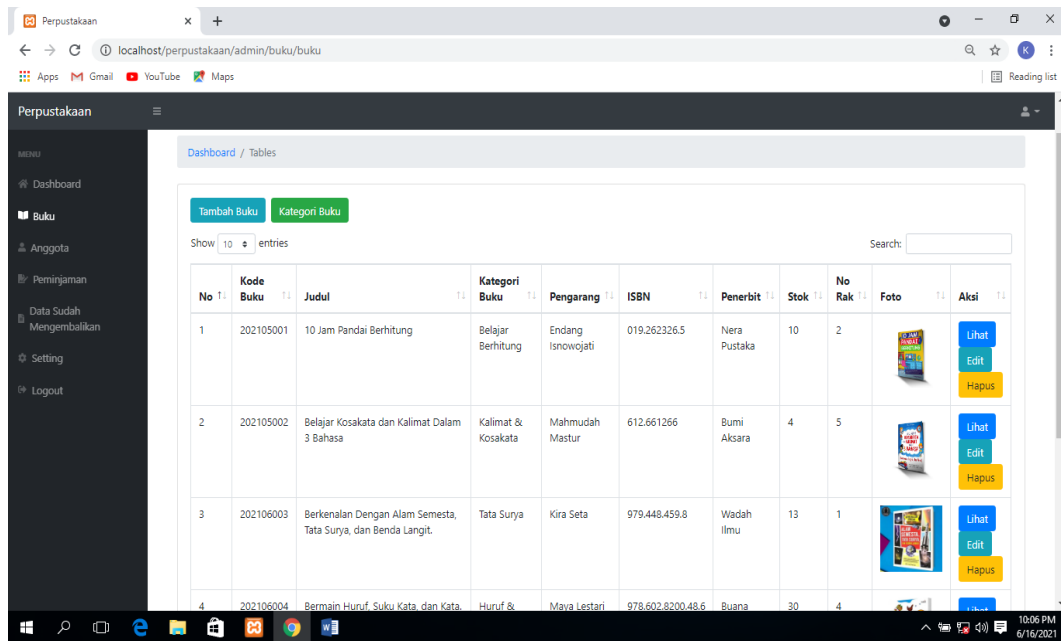 Perpustakaan
localhost/perpustakaan/admin/buku/buku
K
Apps Gmail YouTube Maps Reading list
Perpustakaan
MENU
Dashboard
Buku
Anggota
Peminjaman
Data Sudah
Mengembalikan
Setting
Logout
Dashboard / Tables
Tambah Buku Kategori Buku
Show 10 entries Search:
No Kode Buku Judul Kategori Buku Pengarang ISBN Penerbit Stok No Rak Foto Aksi
1 202105001 10 Jam Pandai Berhitung Belajar Endang 019.262326.5 Nera 10 2 Lihat
Berhitung Isnowojati Pustaka Edit
Hapus
2 202105002 Belajar Kosakata dan Kalimat Dalam Kalimat & Mahmudah 612.661266 Bumi 4 5 Lihat
3 Bahasa Kosakata Mastur Aksara Edit
Hapus
3 202106003 Berkenalan Dengan Alam Semesta, Tata Surya Kira Seta 979.448.459.8 Wadah 13 1 Lihat
Tata Surya, dan Benda Langit. Ilmu Edit
Hapus
4 202106004 Bermain Huruf, Suku Kata, dan Kata. Huruf & Maya Lestari 978.602.8200.48.6 Buana 30 4 Lihat
10:06 PM
6/16/2021